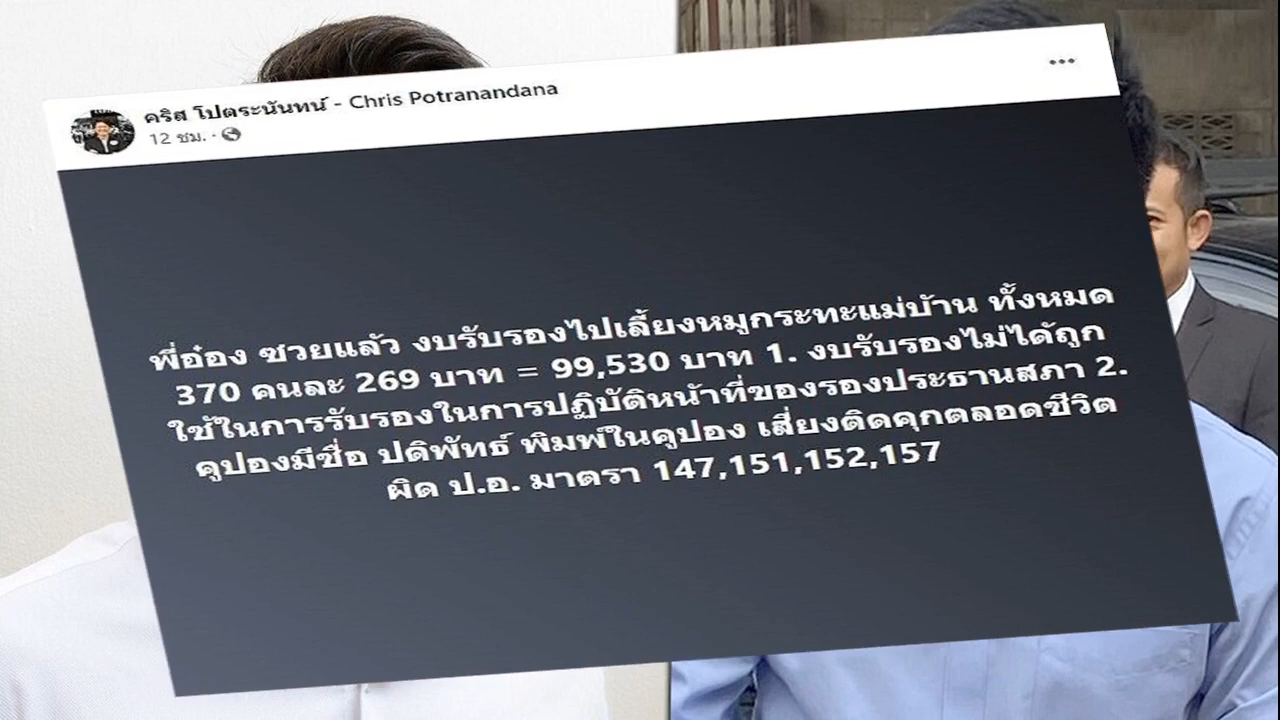 คริส โปตระนันทน์ - Chris Potranandana
12 ชม. ·
พี่อ๋อง ซวยแล้ว งบรับรองไปเลี้ยงหมูกระทะแม่บ้าน ทั้งหมด
370 คนละ 269 บาท = 99,530 บาท 1. งบรับรองไม่ได้ถูก
ใช้ในการรับรองในการปฏิบัติหน้าที่ของรองประธานสภา 2.
คูปองมีชื่อ ปดิพัทธ์ พิมพ์ในคูปอง เสี่ยงติดคุกตลอดชีวิต
ผิด ป.อ. มาตรา 147,151,152,157